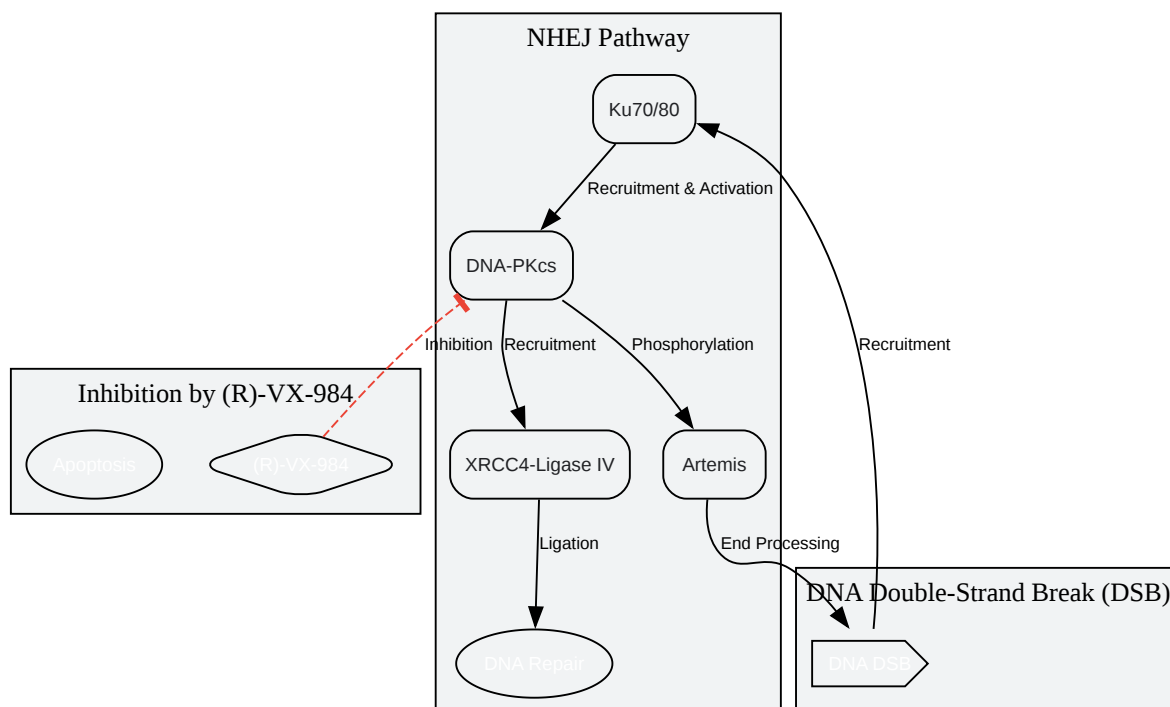 NHEJ Pathway
Ku70/80
Recruitment & Activation
DNA-PKcs
Inhibition
Recruitment
Phosphorylation
Recruitment
Inhibition by (R)-VX-984
Apoptosis
(R)-VX-984
XRCC4-Ligase IV
Artemis
Ligation
End Processing
DNA Double-Strand Break (DSB)
DNA Repair
DNA DSB